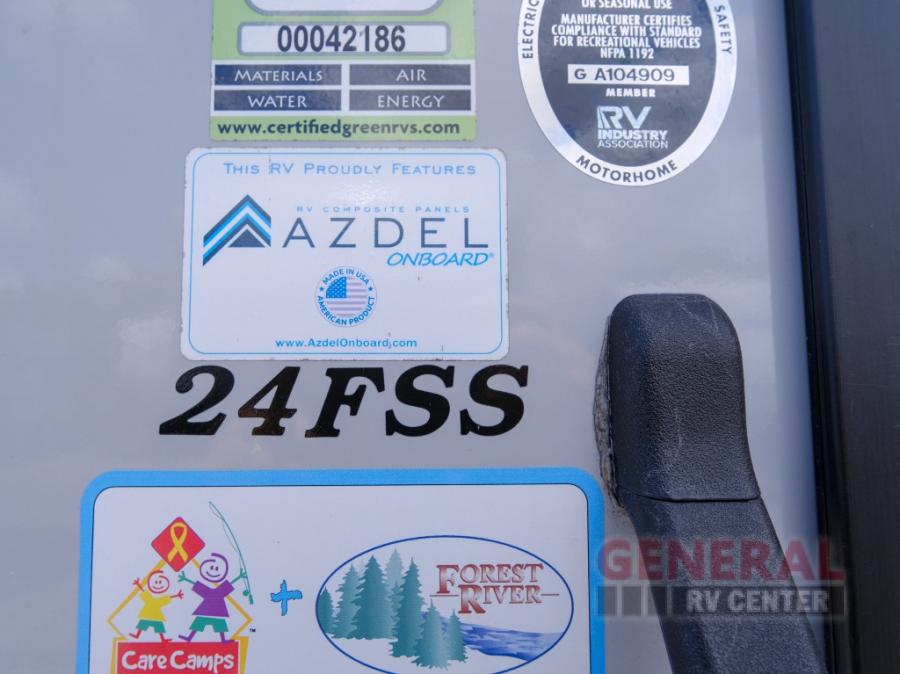 00042186
MATERIALS
AIR
WATER
ENERGY
www.certifiedgreenrvs.com
ELECTRIC
SAFETY
OR SEASONAL USE
MANUFACTURER CERTIFIES
COMPLIANCE WITH STANDARD
FOR RECREATIONAL VEHICLES
NFPA 1192
G A104909
MEMBER
RV
INDUSTRY
ASSOCIATION
MOTORHOME
THIS RV PROUDLY FEATURES
RV COMPOSITE PANELS
AZDEL
ONBOARD®
MADE IN USA
AMERICAN PRODUCT
www.AzdelOnboard.com
24FSS
Care Camps
™
+
FOREST
RIVER
GENERAL
RV CENTER